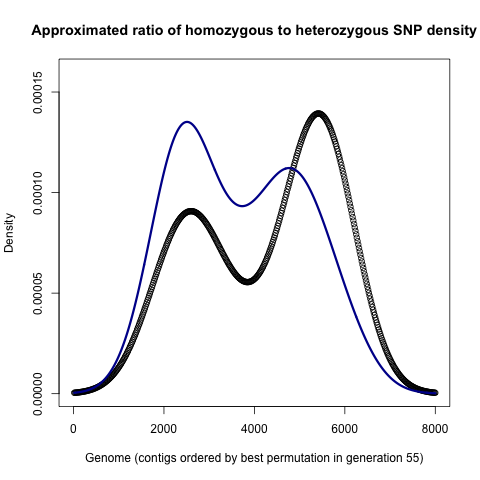 Approximated ratio of homozygous to heterozygous SNP density
0.00015
0.00010
0.00005
0.00000
Density
0 2000 4000 6000 8000
Genome (contigs ordered by best permutation in generation 55)